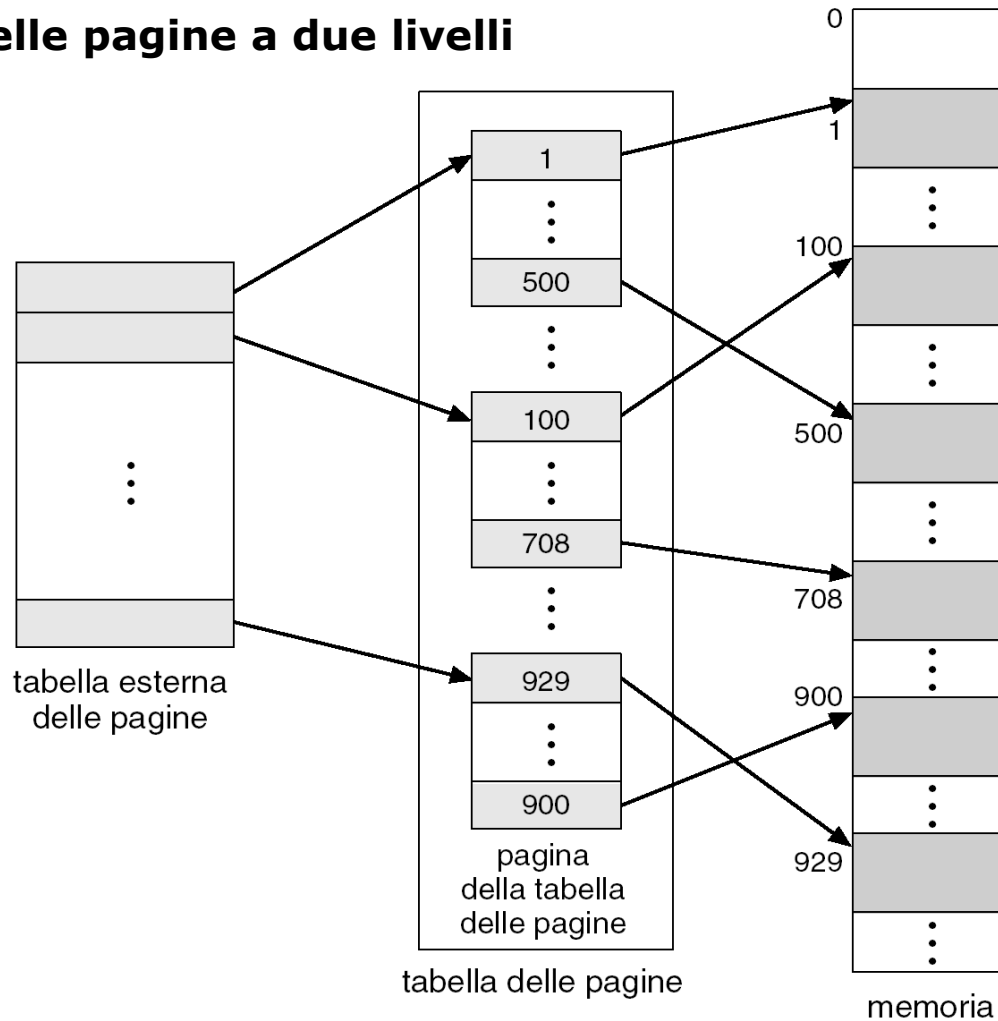 elle pagine a due livelli
tabella esterna
delle pagine
1
500
100
708
929
900
pagina
della tabella
delle pagine
tabella delle pagine
0
1
100
500
708
900
929
memoria